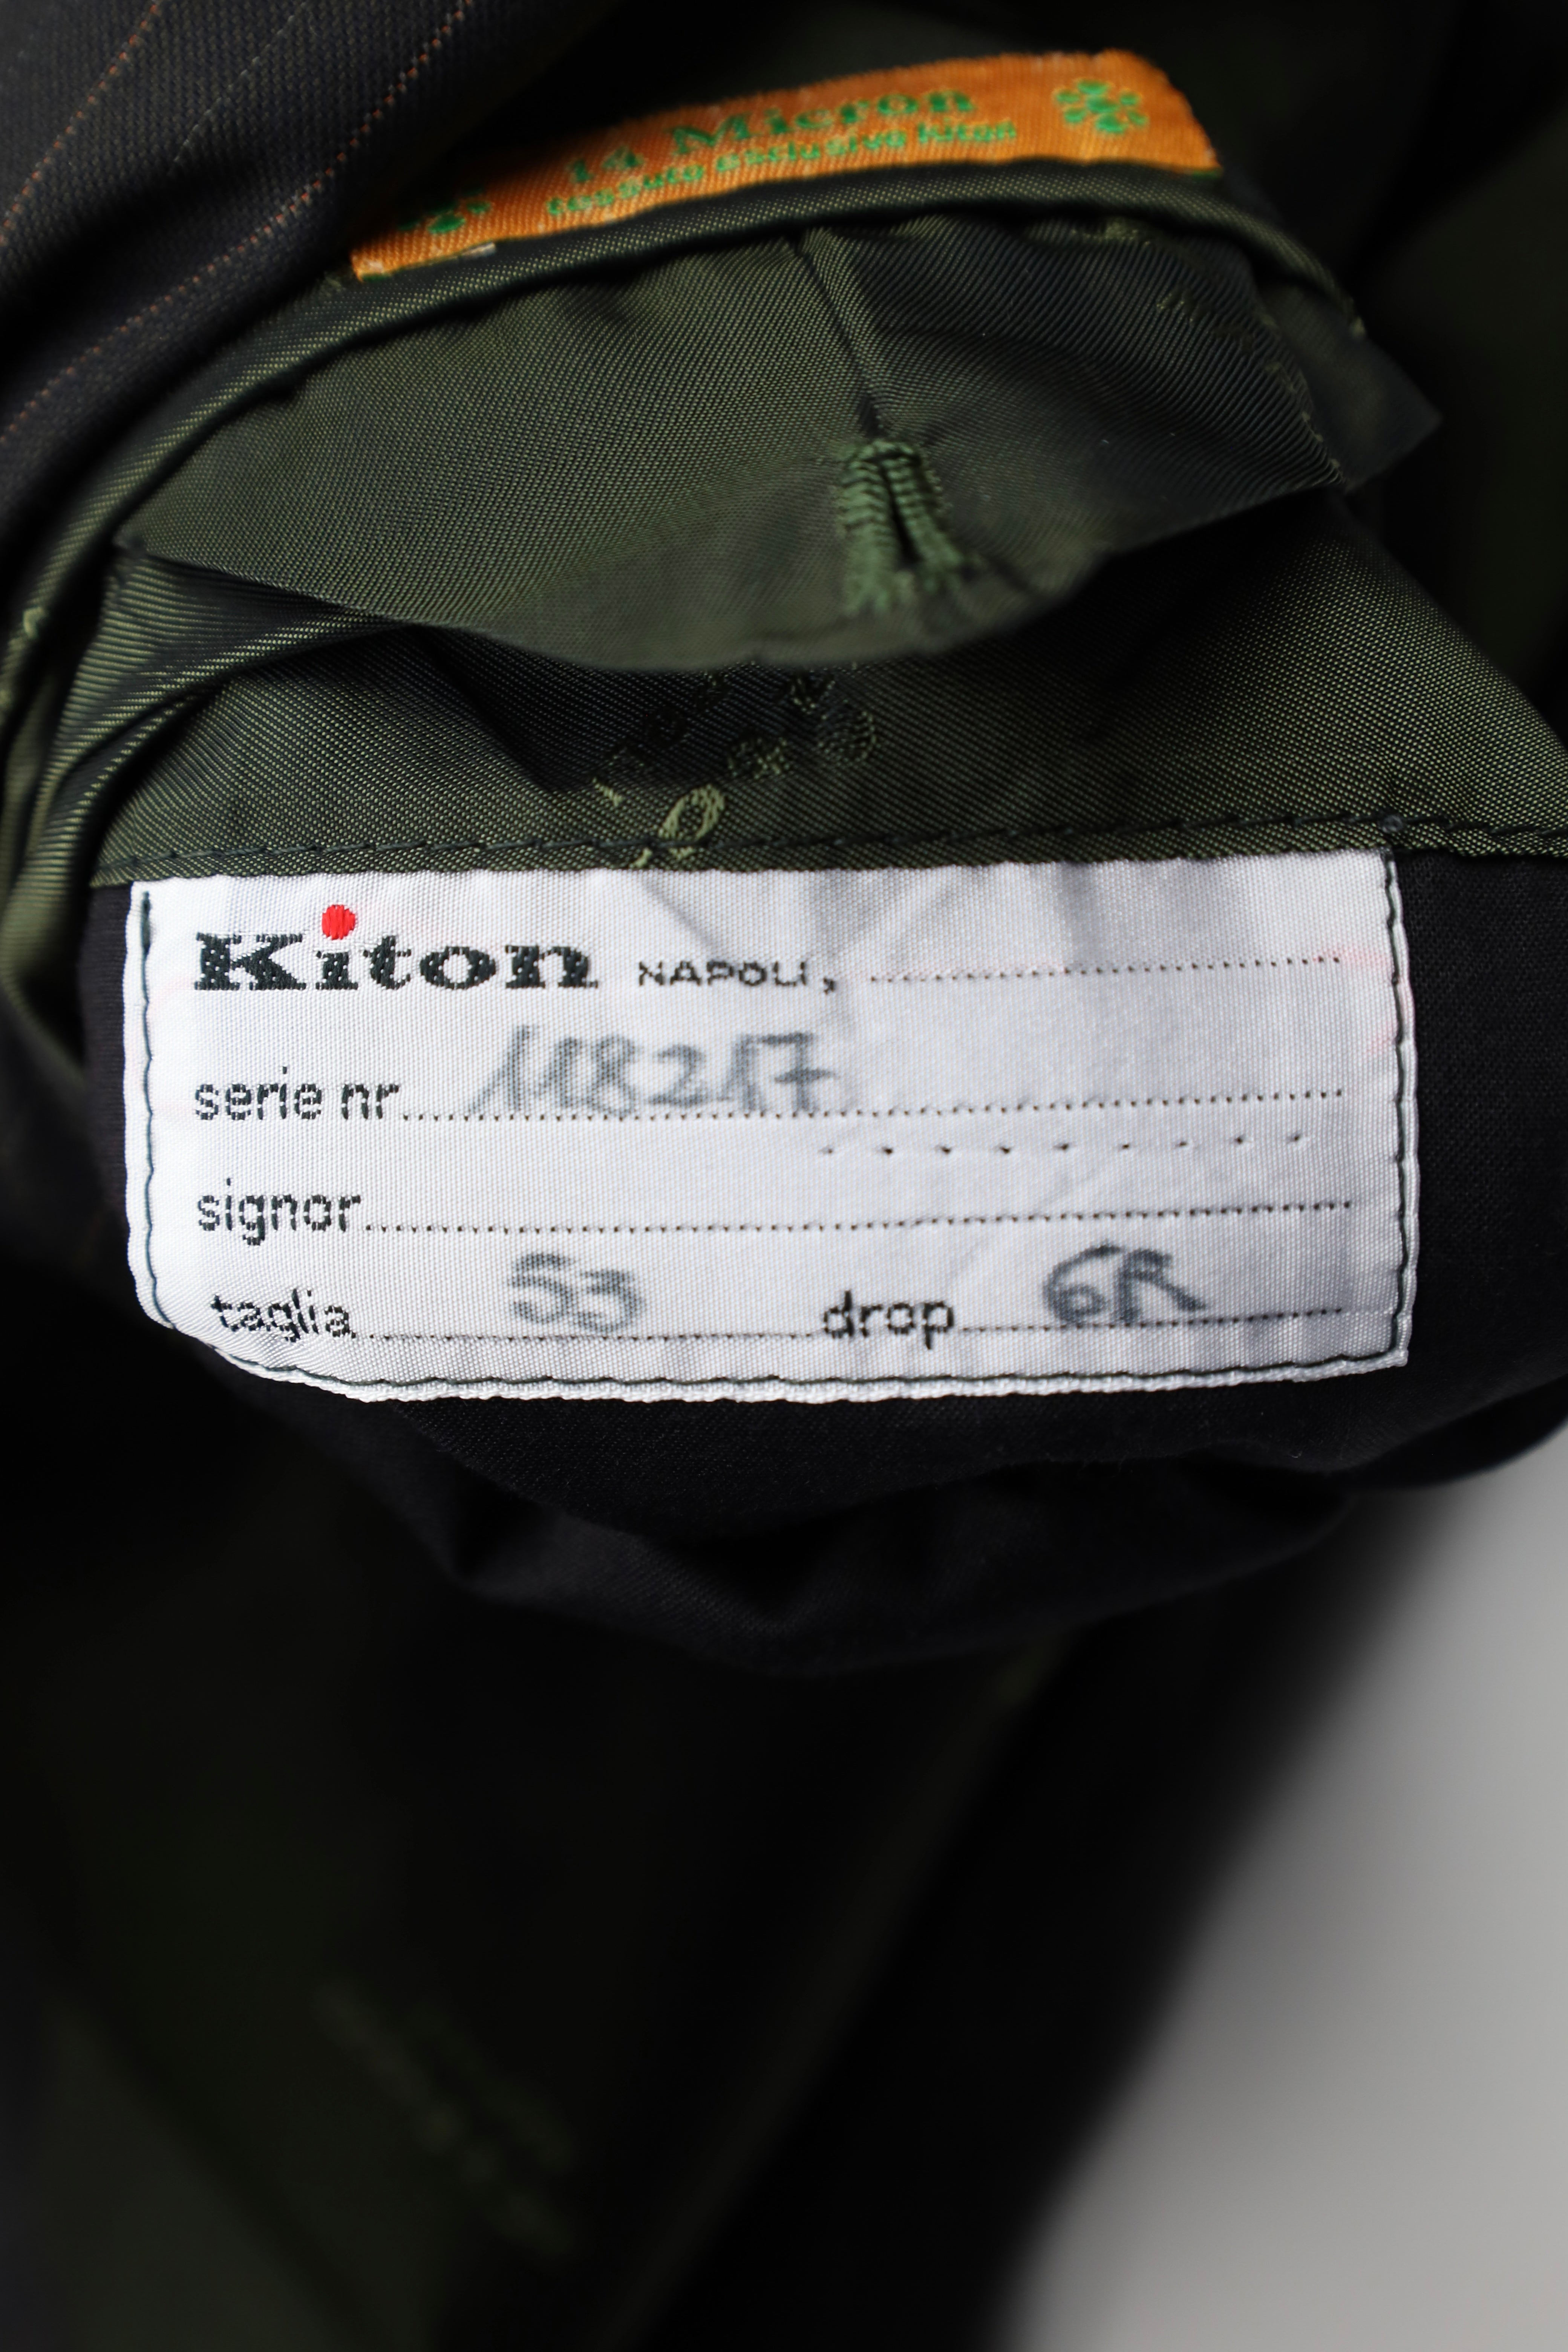 14 Micron
tessuto esclusivo kiton
Kiton NAPOLI,
serie nr 118217
signor
taglia 53 drop 6R